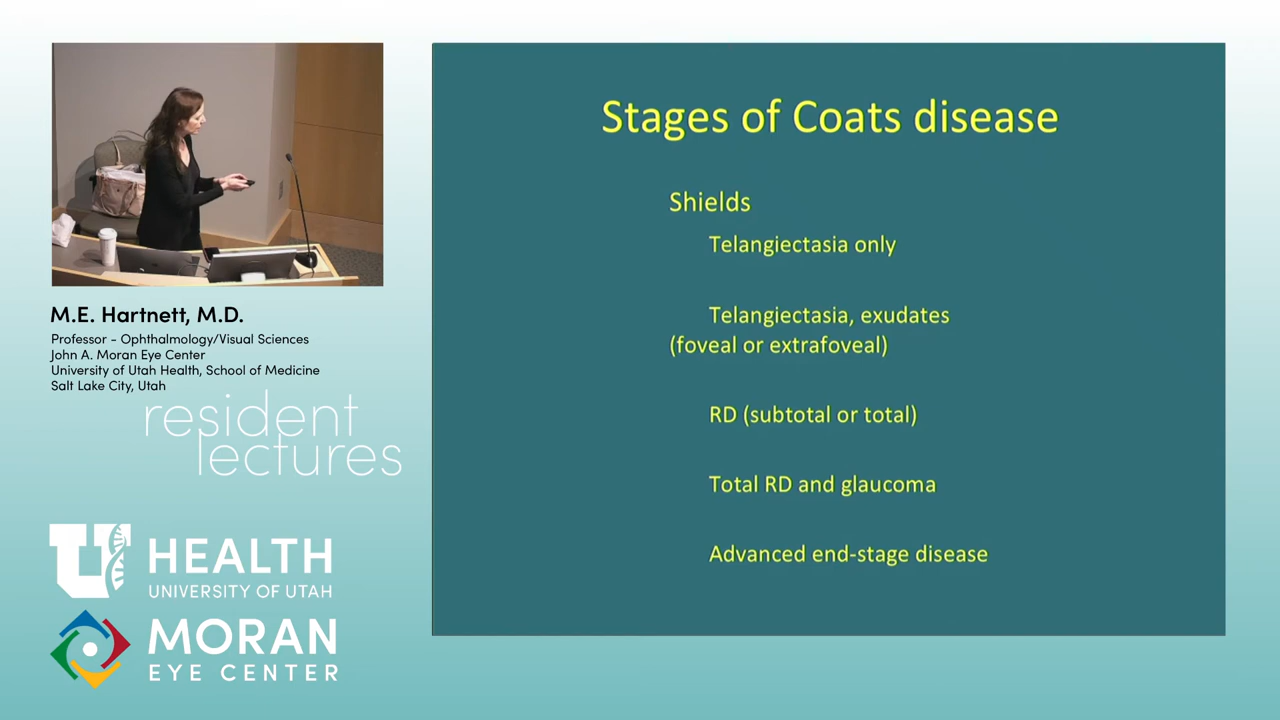 Stages of Coats disease
Shields
Telangiectasia only
Telangiectasia, exudates
(foveal or extrafoveal)
RD (subtotal or total)
Total RD and glaucoma
Advanced end-stage disease
M.E. Hartnett, M.D.
Professor - Ophthalmology/Visual Sciences
John A. Moran Eye Center
University of Utah Health, School of Medicine
Salt Lake City, Utah
resident
lectures
U HEALTH
UNIVERSITY OF UTAH
MORAN
EYE CENTER